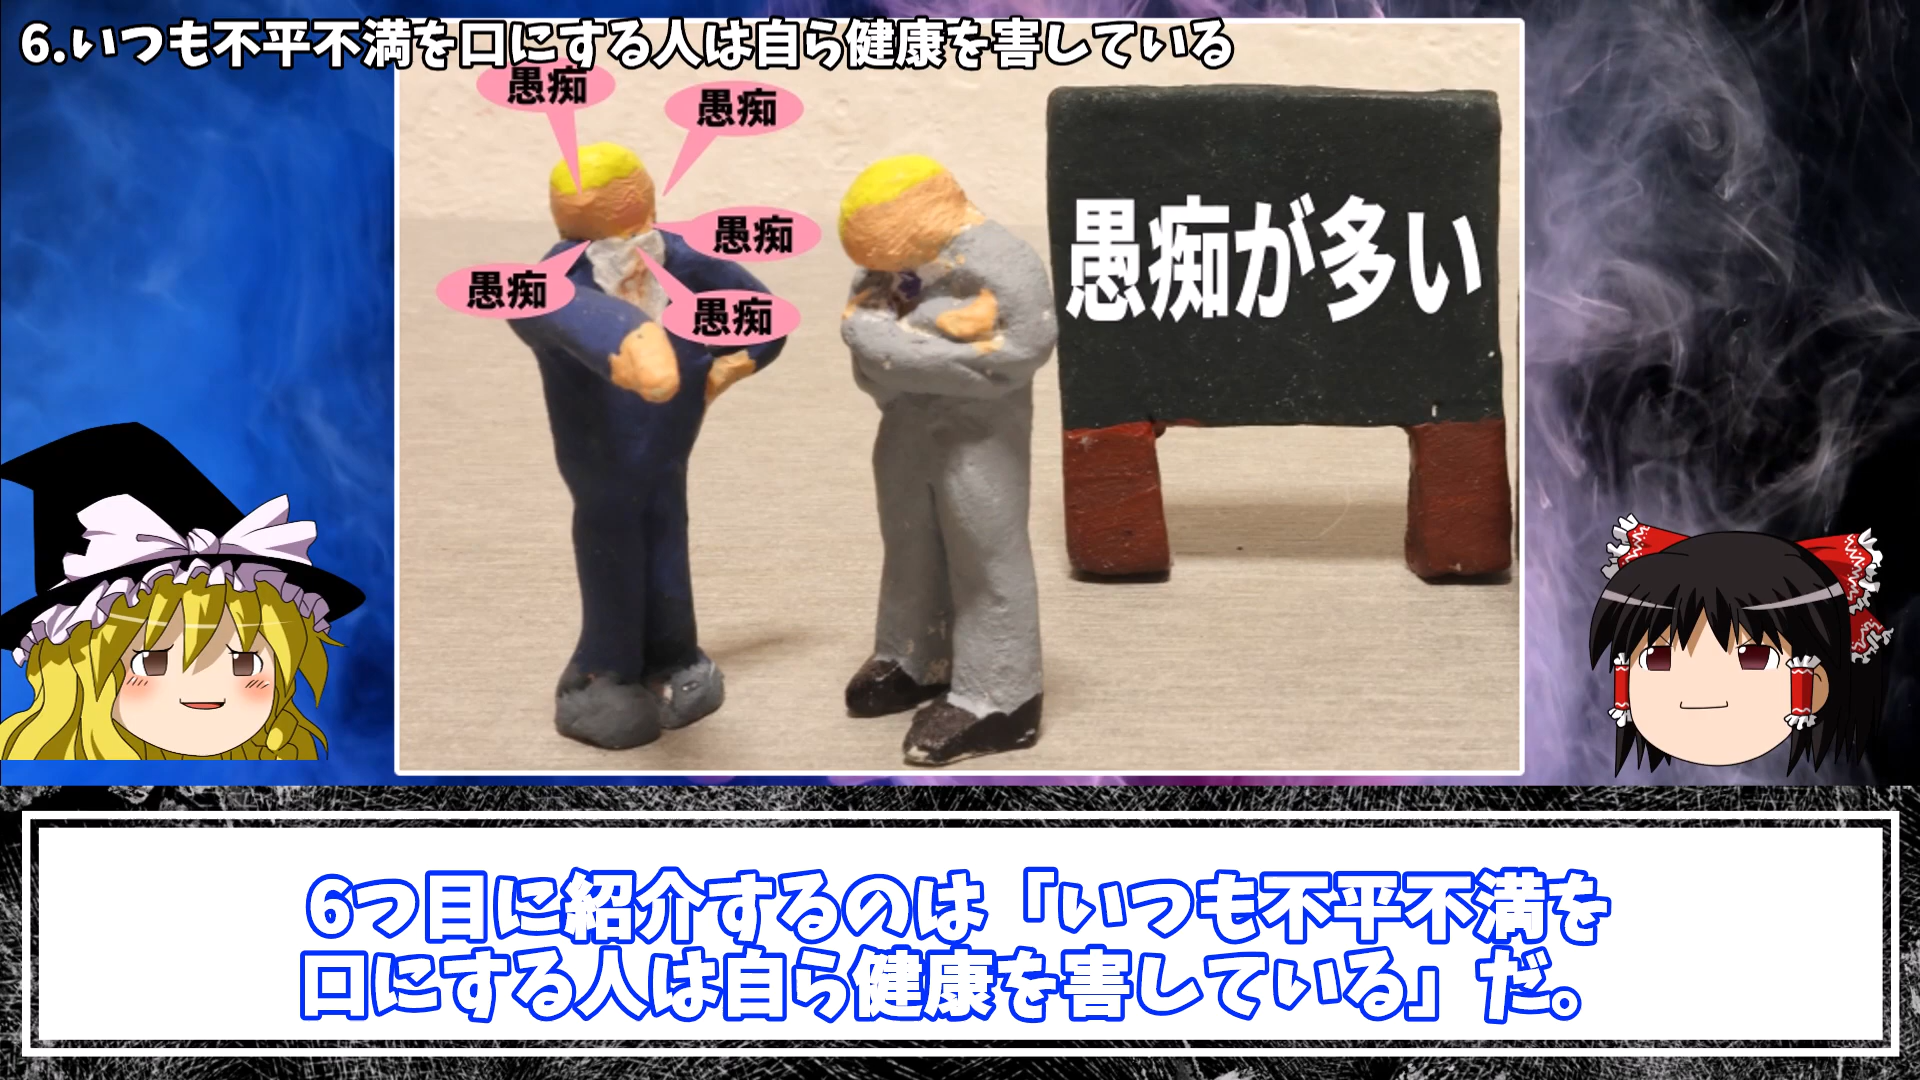 6.いつも不平不満を口にする人は自ら健康を害している
愚痴
愚痴
愚痴
愚痴
愚痴
愚痴が多い
6つ目に紹介するのは「いつも不平不満を
口にする人は自ら健康を害している」だ。